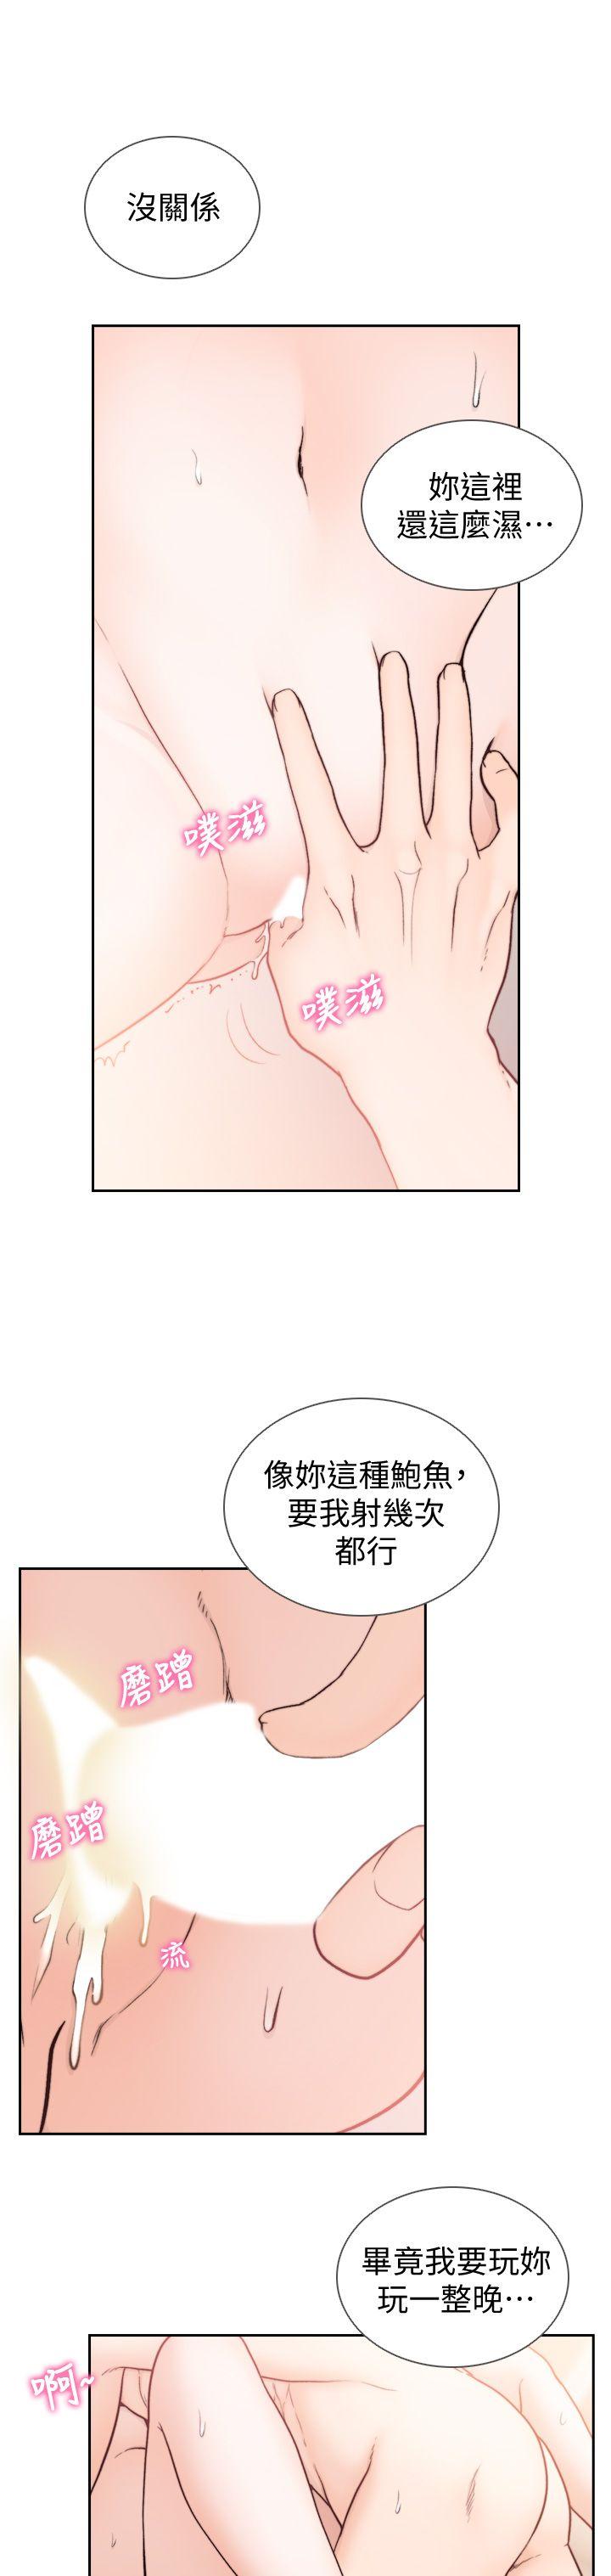 沒關係
妳這裡
還這麼濕⋯
噗滋
噗滋
像妳這種鮑魚，
要我射幾次
都行
磨蹭
磨蹭
流
畢竟我要玩妳
玩一整晚⋯
啊~